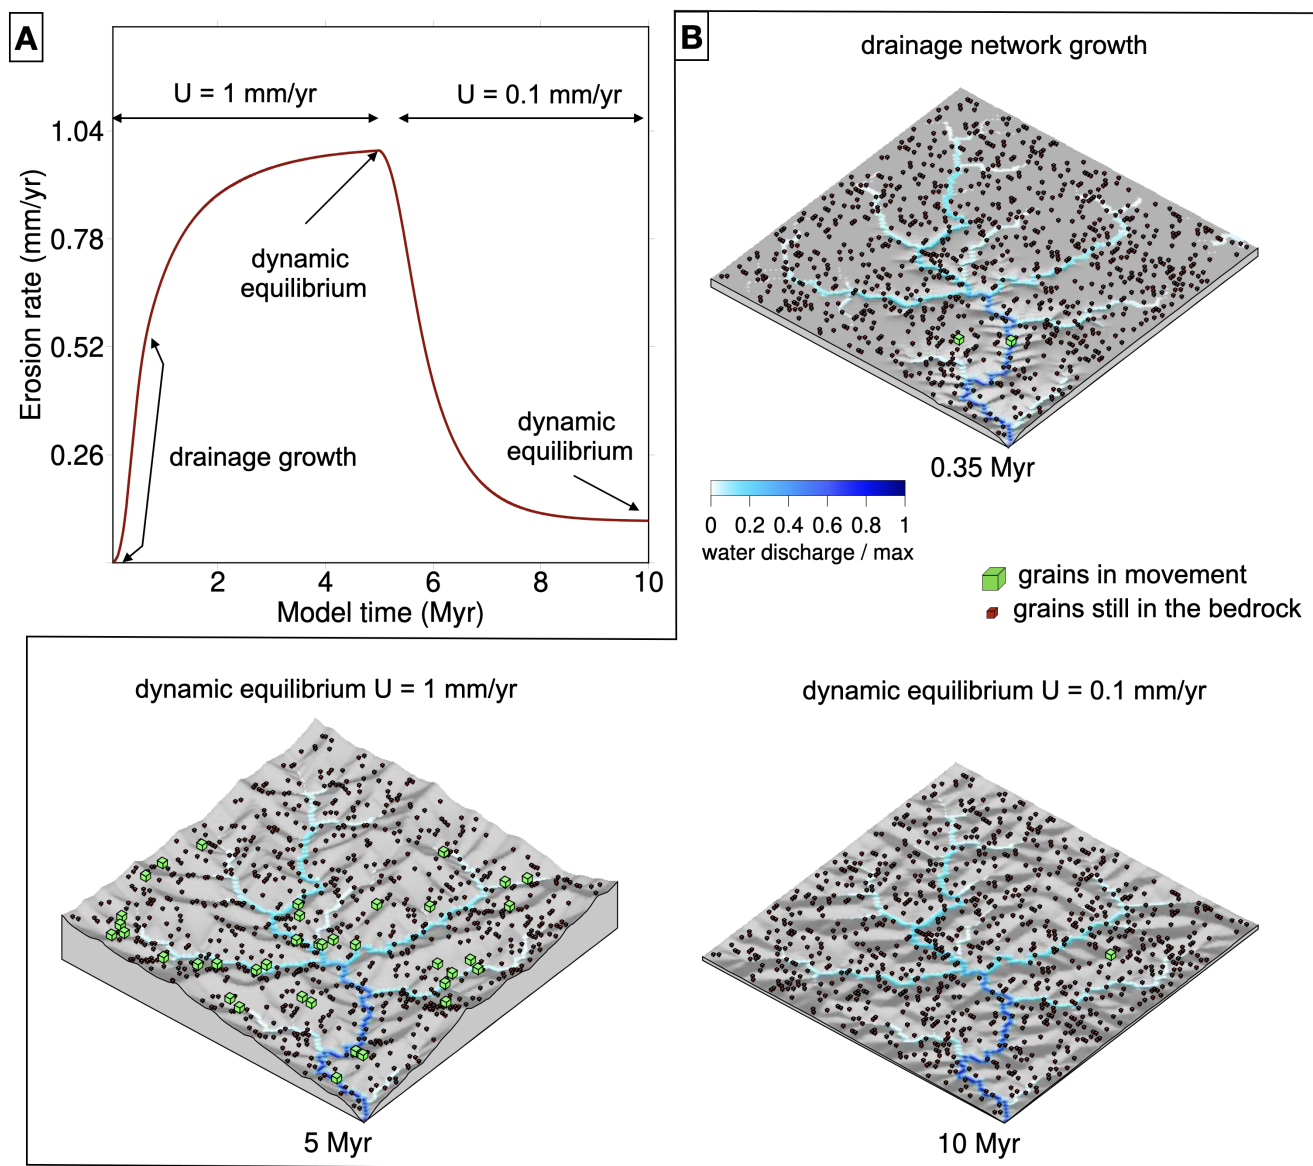 A
U = 1 mm/yr
U = 0.1 mm/yr
1.04
0.78
0.52
0.26
Erosion rate (mm/yr)
dynamic
equilibrium
drainage growth
dynamic
equilibrium
2
4
6
8
10
Model time (Myr)
B
drainage network growth
0.35 Myr
0
0.2
0.4
0.6
0.8
1
water discharge / max
grains in movement
grains still in the bedrock
dynamic equilibrium U = 1 mm/yr
5 Myr
dynamic equilibrium U = 0.1 mm/yr
10 Myr